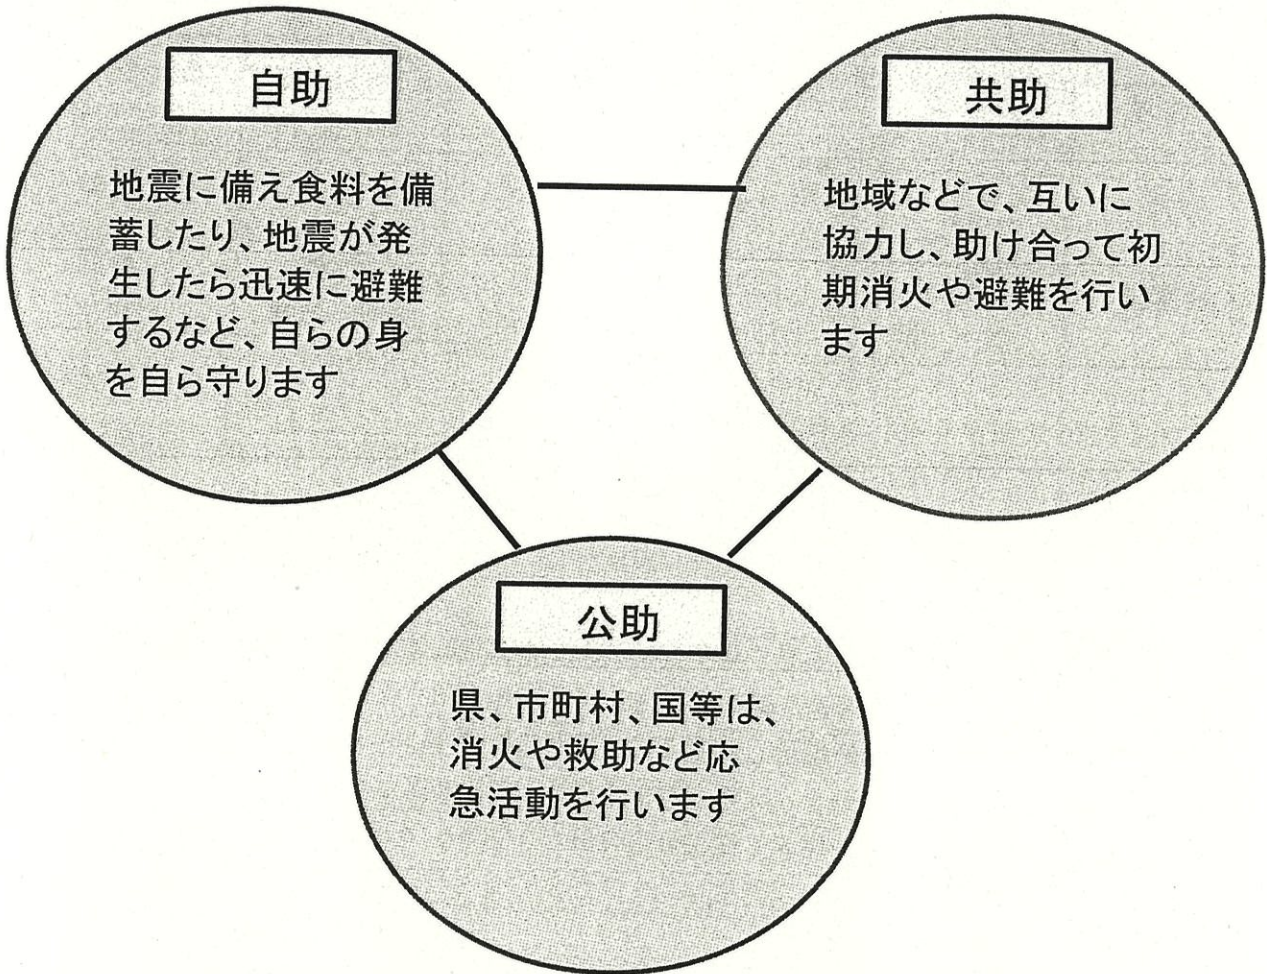 自助
地震に備え食料を備
蓄したり、地震が発
生したら迅速に避難
するなど、自らの身
を自ら守ります
共助
地域などで、互いに
協力し、助け合って初
期消火や避難を行い
ます
公助
県、市町村、国等は、
消火や救助など応
急活動を行います